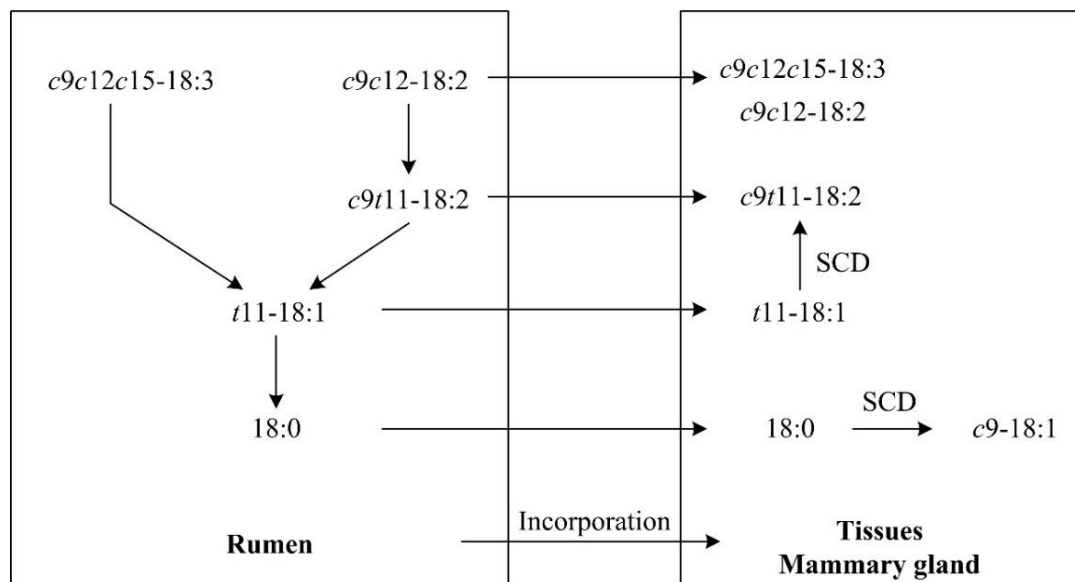 c9c12c15-18:3
c9c12-18:2
c9c12c15-18:3
c9c12-18:2
c9t11-18:2
c9t11-18:2
SCD
t11-18:1
t11-18:1
SCD
18:0
18:0
c9-18:1
Incorporation
Rumen
Tissues
Mammary gland